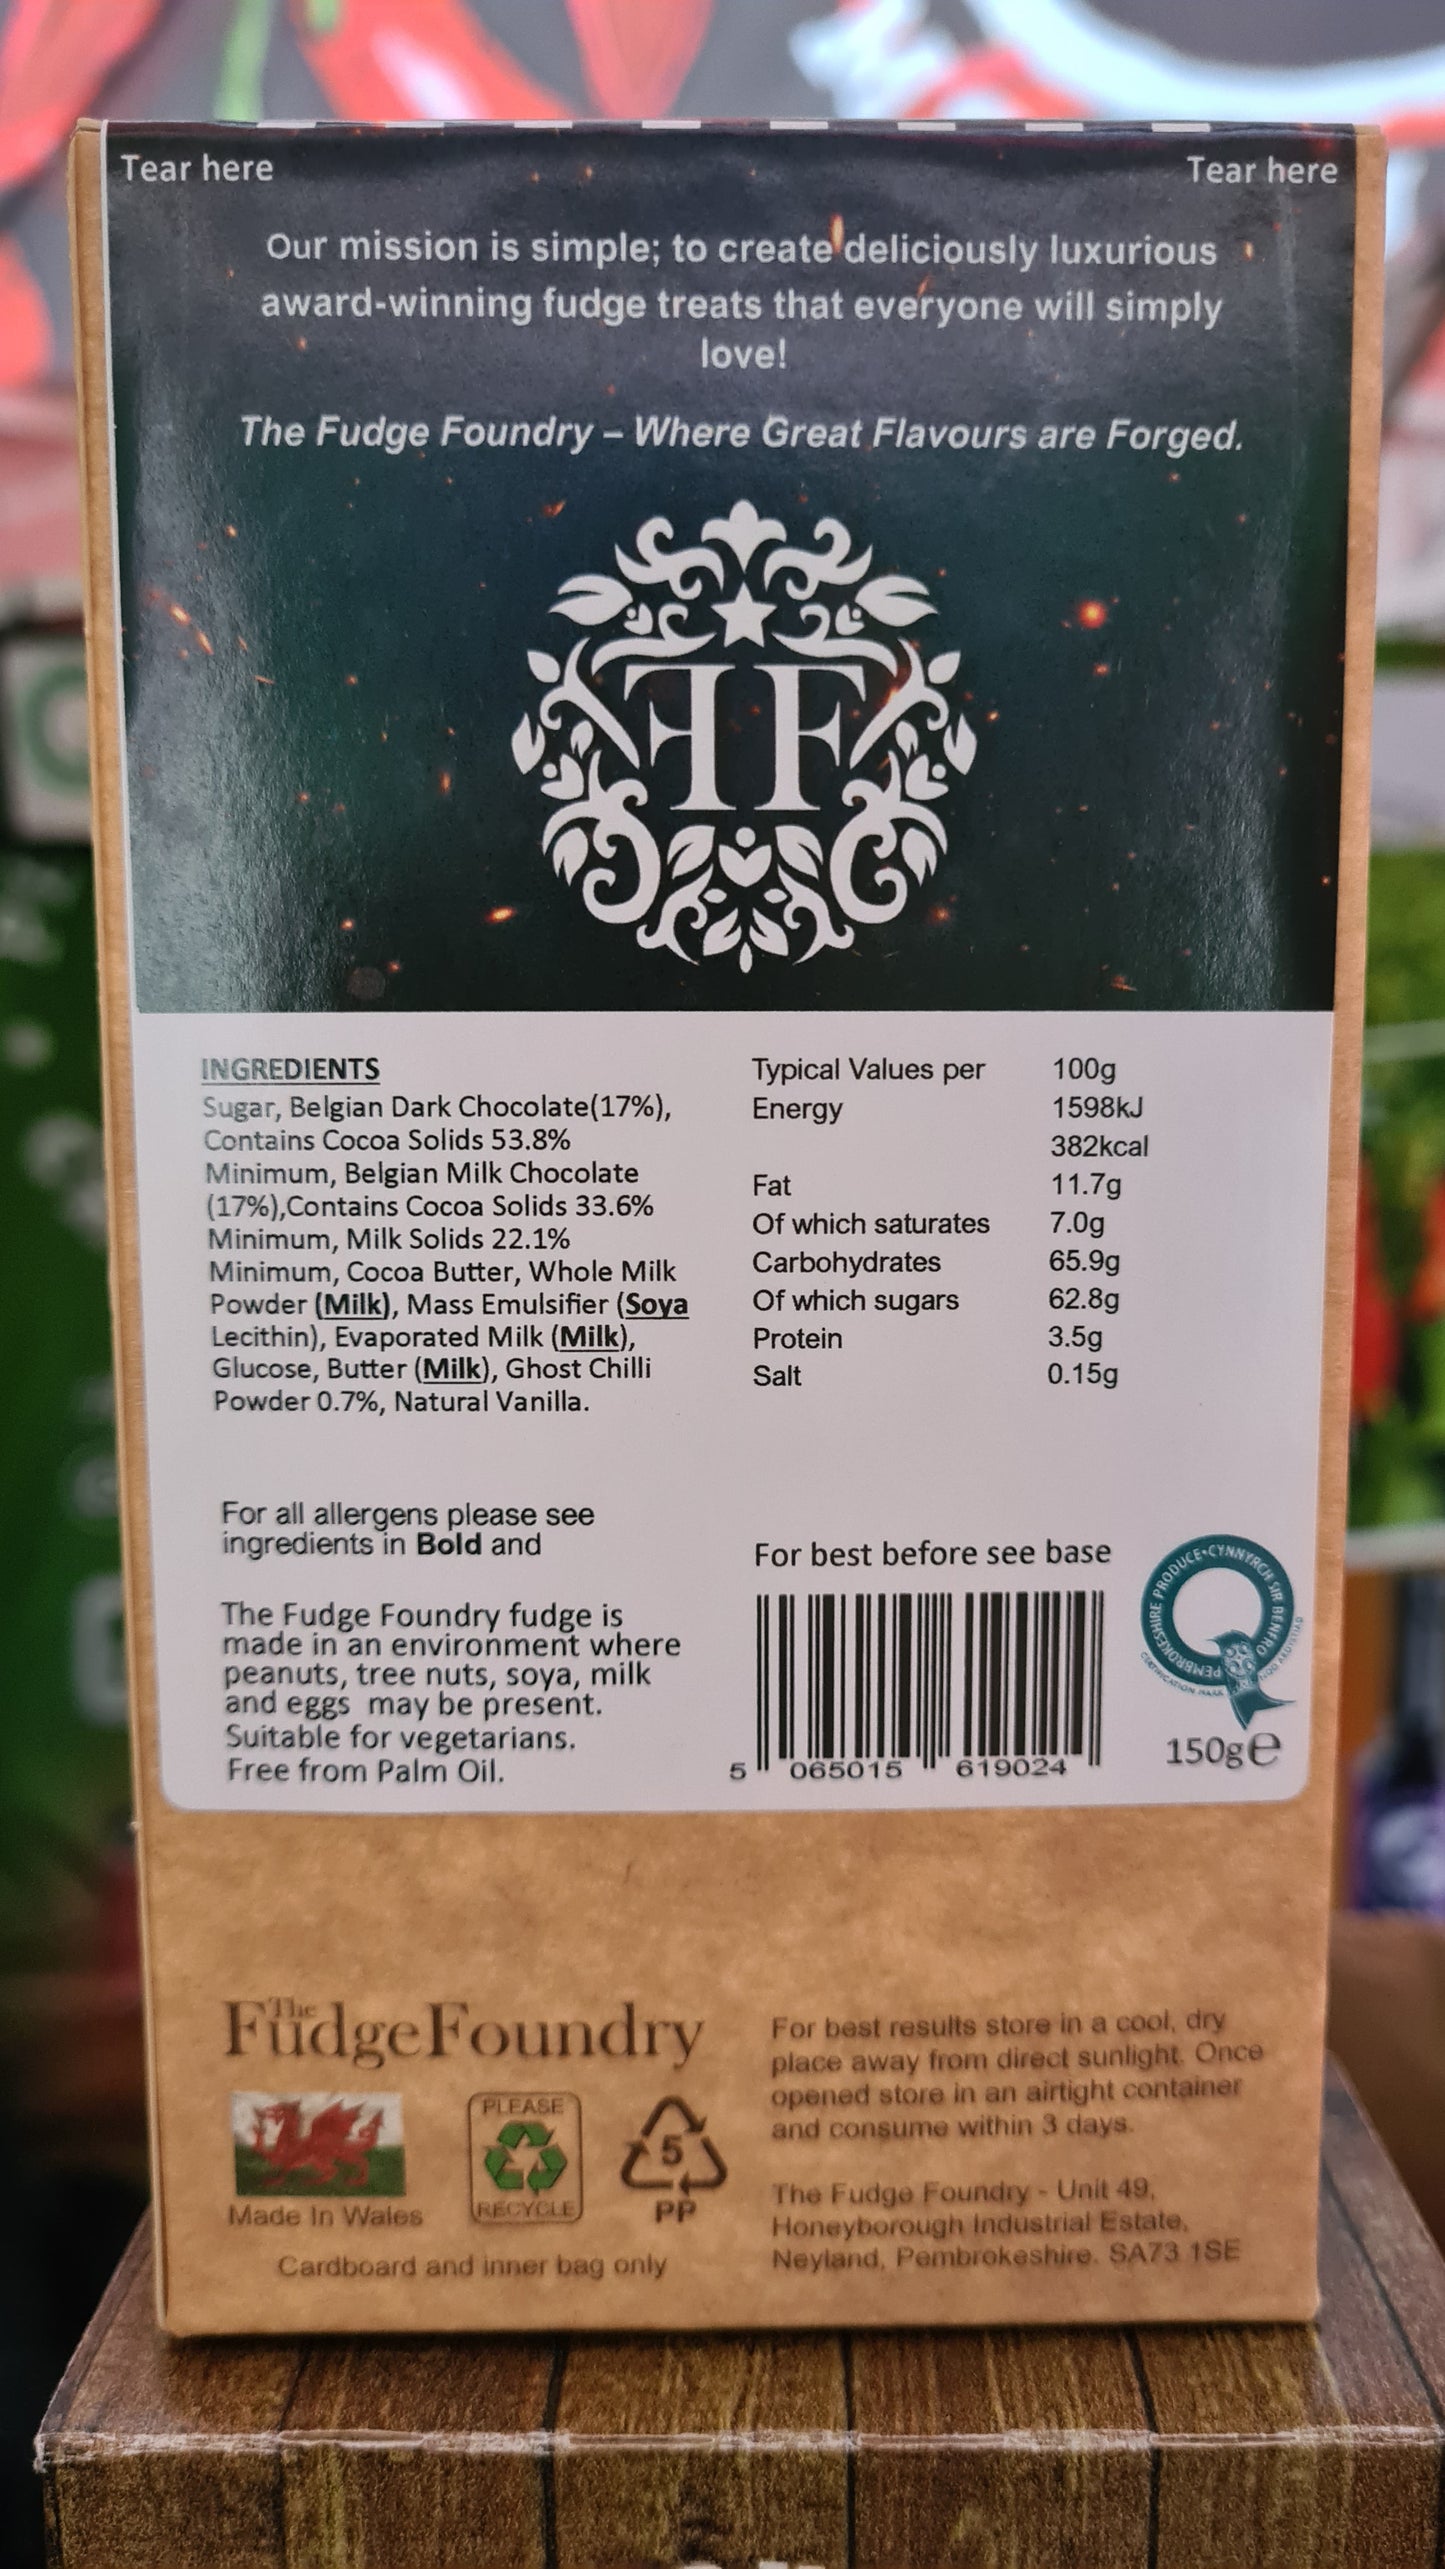 Tear here
Tear here
Our mission is simple; to create deliciously luxurious
award-winning fudge treats that everyone will simply
love!
The Fudge Foundry – Where Great Flavours are Forged.
FF
INGREDIENTS
Sugar, Belgian Dark Chocolate(17%),
Contains Cocoa Solids 53.8%
Minimum, Belgian Milk Chocolate
(17%),Contains Cocoa Solids 33.6%
Minimum, Milk Solids 22.1%
Minimum, Cocoa Butter, Whole Milk
Powder (Milk), Mass Emulsifier (Soya
Lecithin), Evaporated Milk (Milk),
Glucose, Butter (Milk), Ghost Chilli
Powder 0.7%, Natural Vanilla.
Typical Values per 100g
Energy 1598kJ
382kcal
Fat 11.7g
Of which saturates 7.0g
Carbohydrates 65.9g
Of which sugars 62.8g
Protein 3.5g
Salt 0.15g
For all allergens please see
ingredients in Bold and
The Fudge Foundry fudge is
made in an environment where
peanuts, tree nuts, soya, milk
and eggs may be present.
Suitable for vegetarians.
Free from Palm Oil.
For best before see base
5 065015 619024
PEMBROKESHIRE PRODUCE•CYNNYRCH SIR BENFRO
CERTIFICATION MARK
150g℮
The Fudge Foundry
Made In Wales
PLEASE
RECYCLE
5
PP
Cardboard and inner bag only
For best results store in a cool, dry
place away from direct sunlight. Once
opened store in an airtight container
and consume within 3 days.
The Fudge Foundry - Unit 49,
Honeyborough Industrial Estate,
Neyland, Pembrokeshire. SA73 1SE